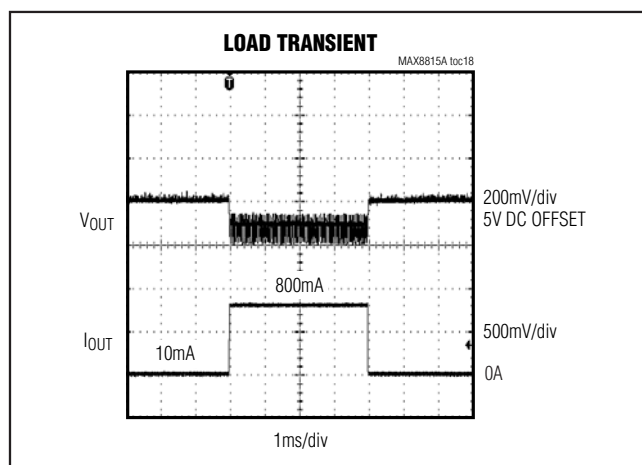 LOAD TRANSIENT
MAX8815A toc18
T
VOUT
200mV/div
5V DC OFFSET
800mA
IOUT
10mA
500mV/div
0A
1ms/div